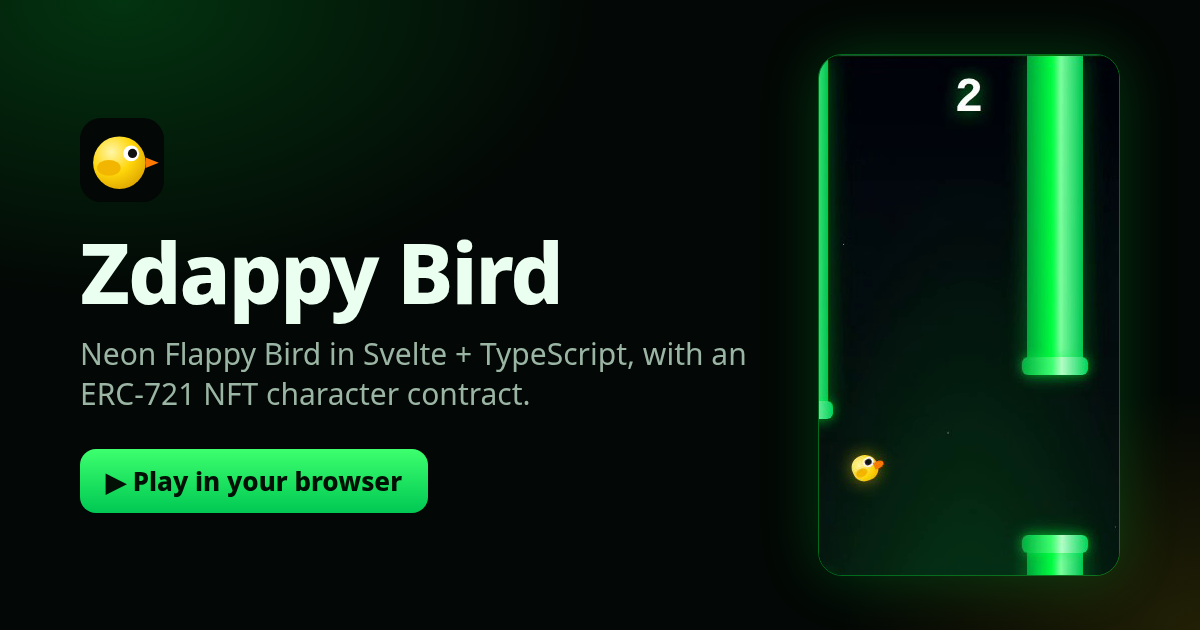 Zdappy Bird
Neon Flappy Bird in Svelte + TypeScript, with an
ERC-721 NFT character contract.
▶ Play in your browser
2